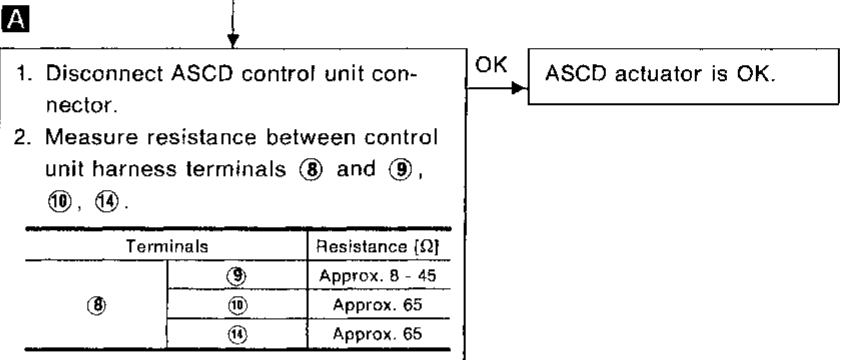 A
1. Disconnect ASCD control unit con-
nector.
2. Measure resistance between control
unit harness terminals ⑧ and ⑨,
⑩, ⑭.
OK
ASCD actuator is OK.
Terminals Resistance [Ω]
⑧
⑨ Approx. 8 - 45
⑩ Approx. 65
⑭ Approx. 65